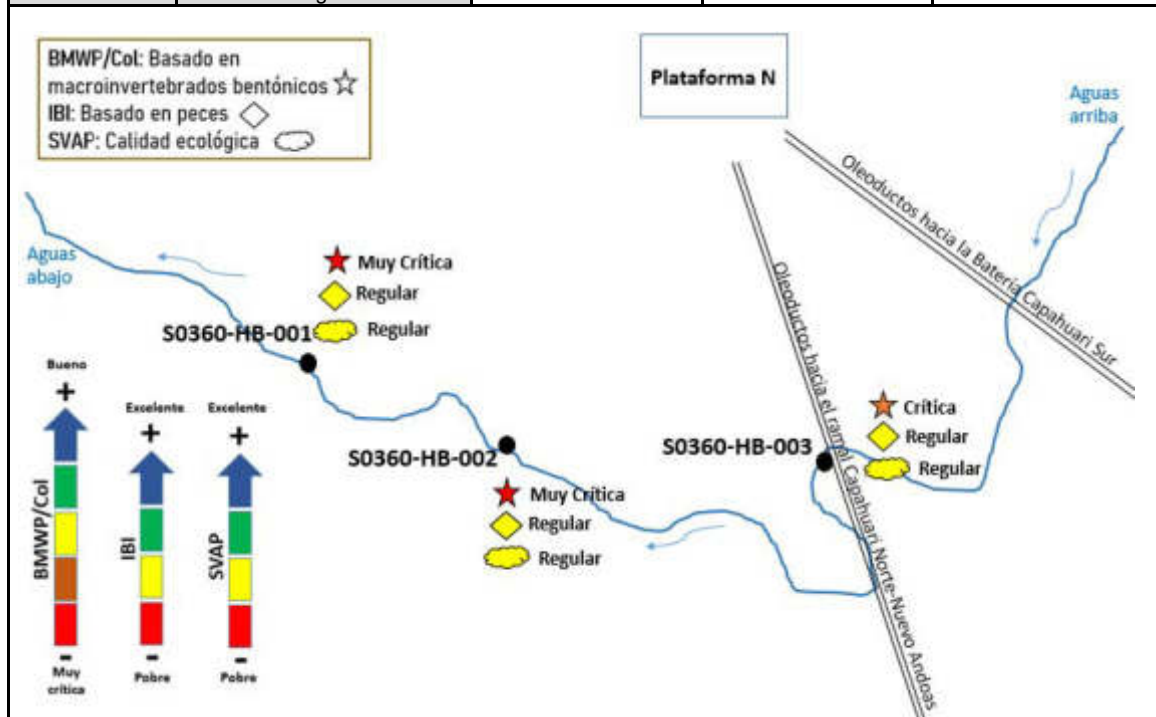 BMWP/Col: Basado en
macroinvertebrados bentónicos
IBI: Basado en peces
SVAP: Calidad ecológica
Plataforma N
Aguas
arriba
Oleoductos hacia la Batería Capahuari Sur
Oleoductos hacia el ramal Capahuari Norte-Nuevo Andoas
Aguas
abajo
Muy Crítica
Regular
Regular
S0360-HB-001
S0360-HB-002
Muy Crítica
Regular
Regular
S0360-HB-003
Crítica
Regular
Regular
Bueno
+
BMWP/Col
-
Muy
crítica
Excelente
+
IBI
-
Pobre
Excelente
+
SVAP
-
Pobre